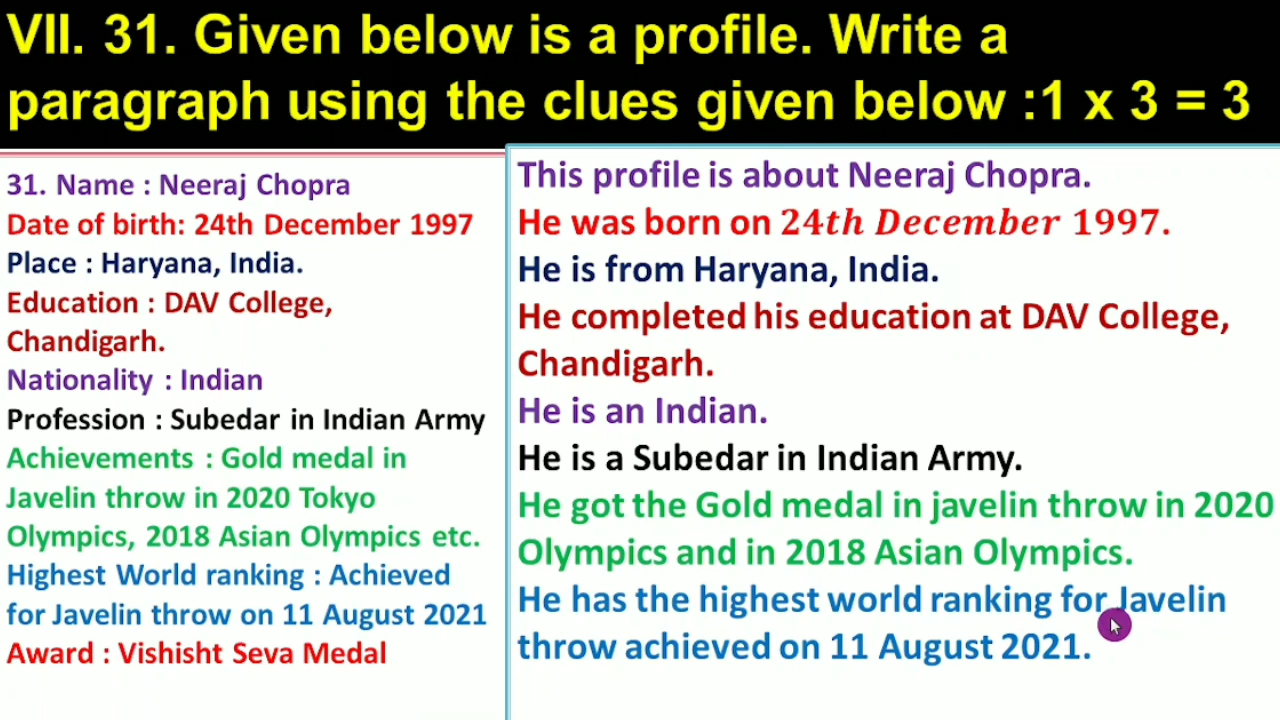 VII. 31. Given below is a profile. Write a
paragraph using the clues given below :1 x 3 = 3
31. Name : Neeraj Chopra
Date of birth: 24th December 1997
Place : Haryana, India.
Education : DAV College,
Chandigarh.
Nationality : Indian
Profession : Subedar in Indian Army
Achievements : Gold medal in
Javelin throw in 2020 Tokyo
Olympics, 2018 Asian Olympics etc.
Highest World ranking : Achieved
for Javelin throw on 11 August 2021
Award : Vishisht Seva Medal
This profile is about Neeraj Chopra.
He was born on 24th December 1997.
He is from Haryana, India.
He completed his education at DAV College,
Chandigarh.
He is an Indian.
He is a Subedar in Indian Army.
He got the Gold medal in javelin throw in 2020
Olympics and in 2018 Asian Olympics.
He has the highest world ranking for Javelin
throw achieved on 11 August 2021.